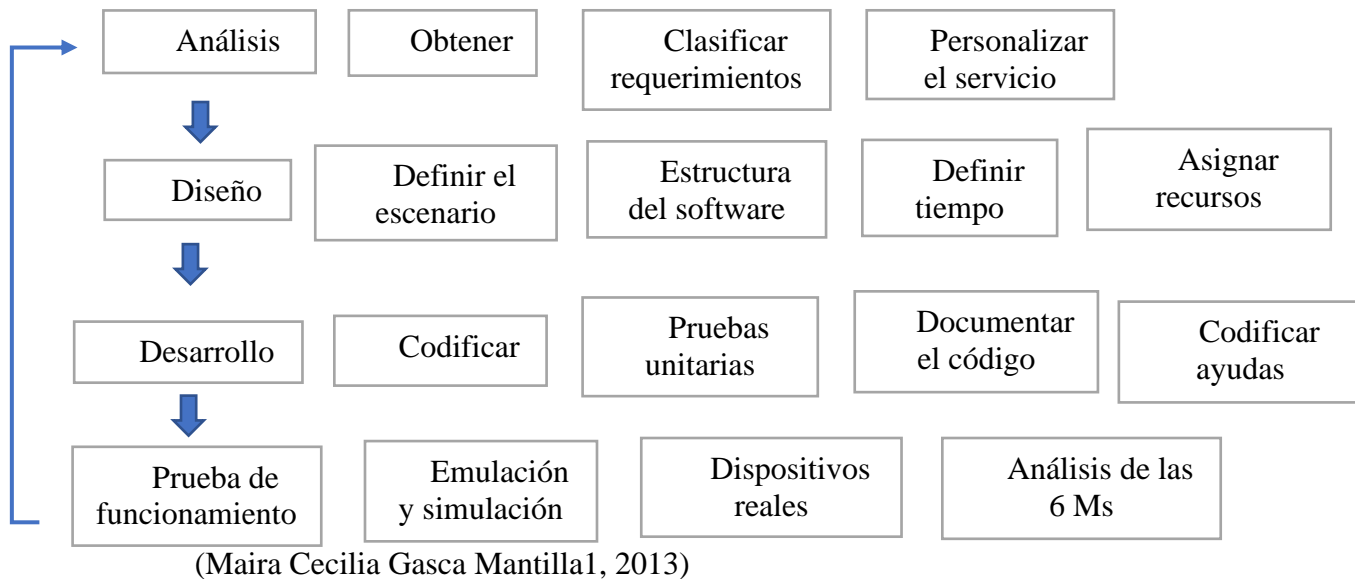 Análisis
Obtener
Clasificar
requerimientos
Personalizar
el servicio
Diseño
Definir el
escenario
Estructura
del software
Definir
tiempo
Asignar
recursos
Desarrollo
Codificar
Pruebas
unitarias
Documentar
el código
Codificar
ayudas
Prueba de
funcionamiento
Emulación
y simulación
Dispositivos
reales
Análisis de las
6 Ms
(Maira Cecilia Gasca Mantilla1, 2013)